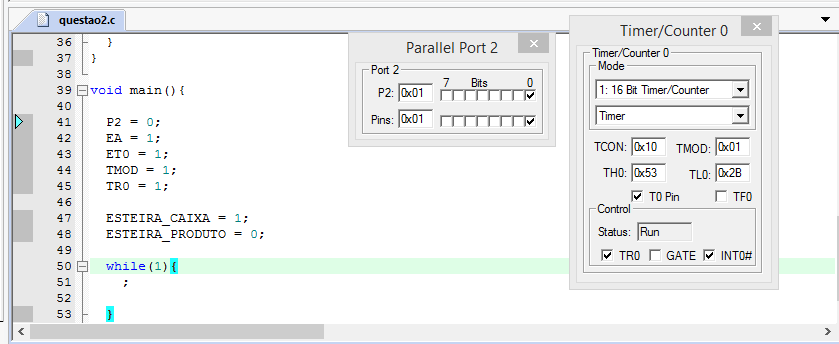 questao2.c
36 }
37 }
38
39 void main(){
40
41 P2 = 0;
42 EA = 1;
43 ET0 = 1;
44 TMOD = 1;
45 TR0 = 1;
46
47 ESTEIRA_CAIXA = 1;
48 ESTEIRA_PRODUTO = 0;
49
50 while(1){
51 ;
52
53 }
Parallel Port 2
Port 2
7 Bits 0
P2: 0x01
Pins: 0x01
Timer/Counter 0
Timer/Counter 0
Mode
1: 16 Bit Timer/Counter
Timer
TCON: 0x10 TMOD: 0x01
TH0: 0x53 TL0: 0x2B
T0 Pin TF0
Control
Status: Run
TR0 GATE INT0#